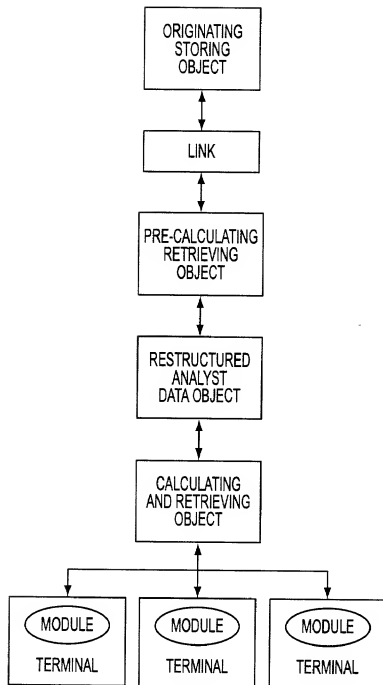 ORIGINATING
STORING
OBJECT
LINK
PRE-CALCULATING
RETRIEVING
OBJECT
RESTRUCTURED
ANALYST
DATA OBJECT
CALCULATING
AND RETRIEVING
OBJECT
MODULE
TERMINAL
MODULE
TERMINAL
MODULE
TERMINAL